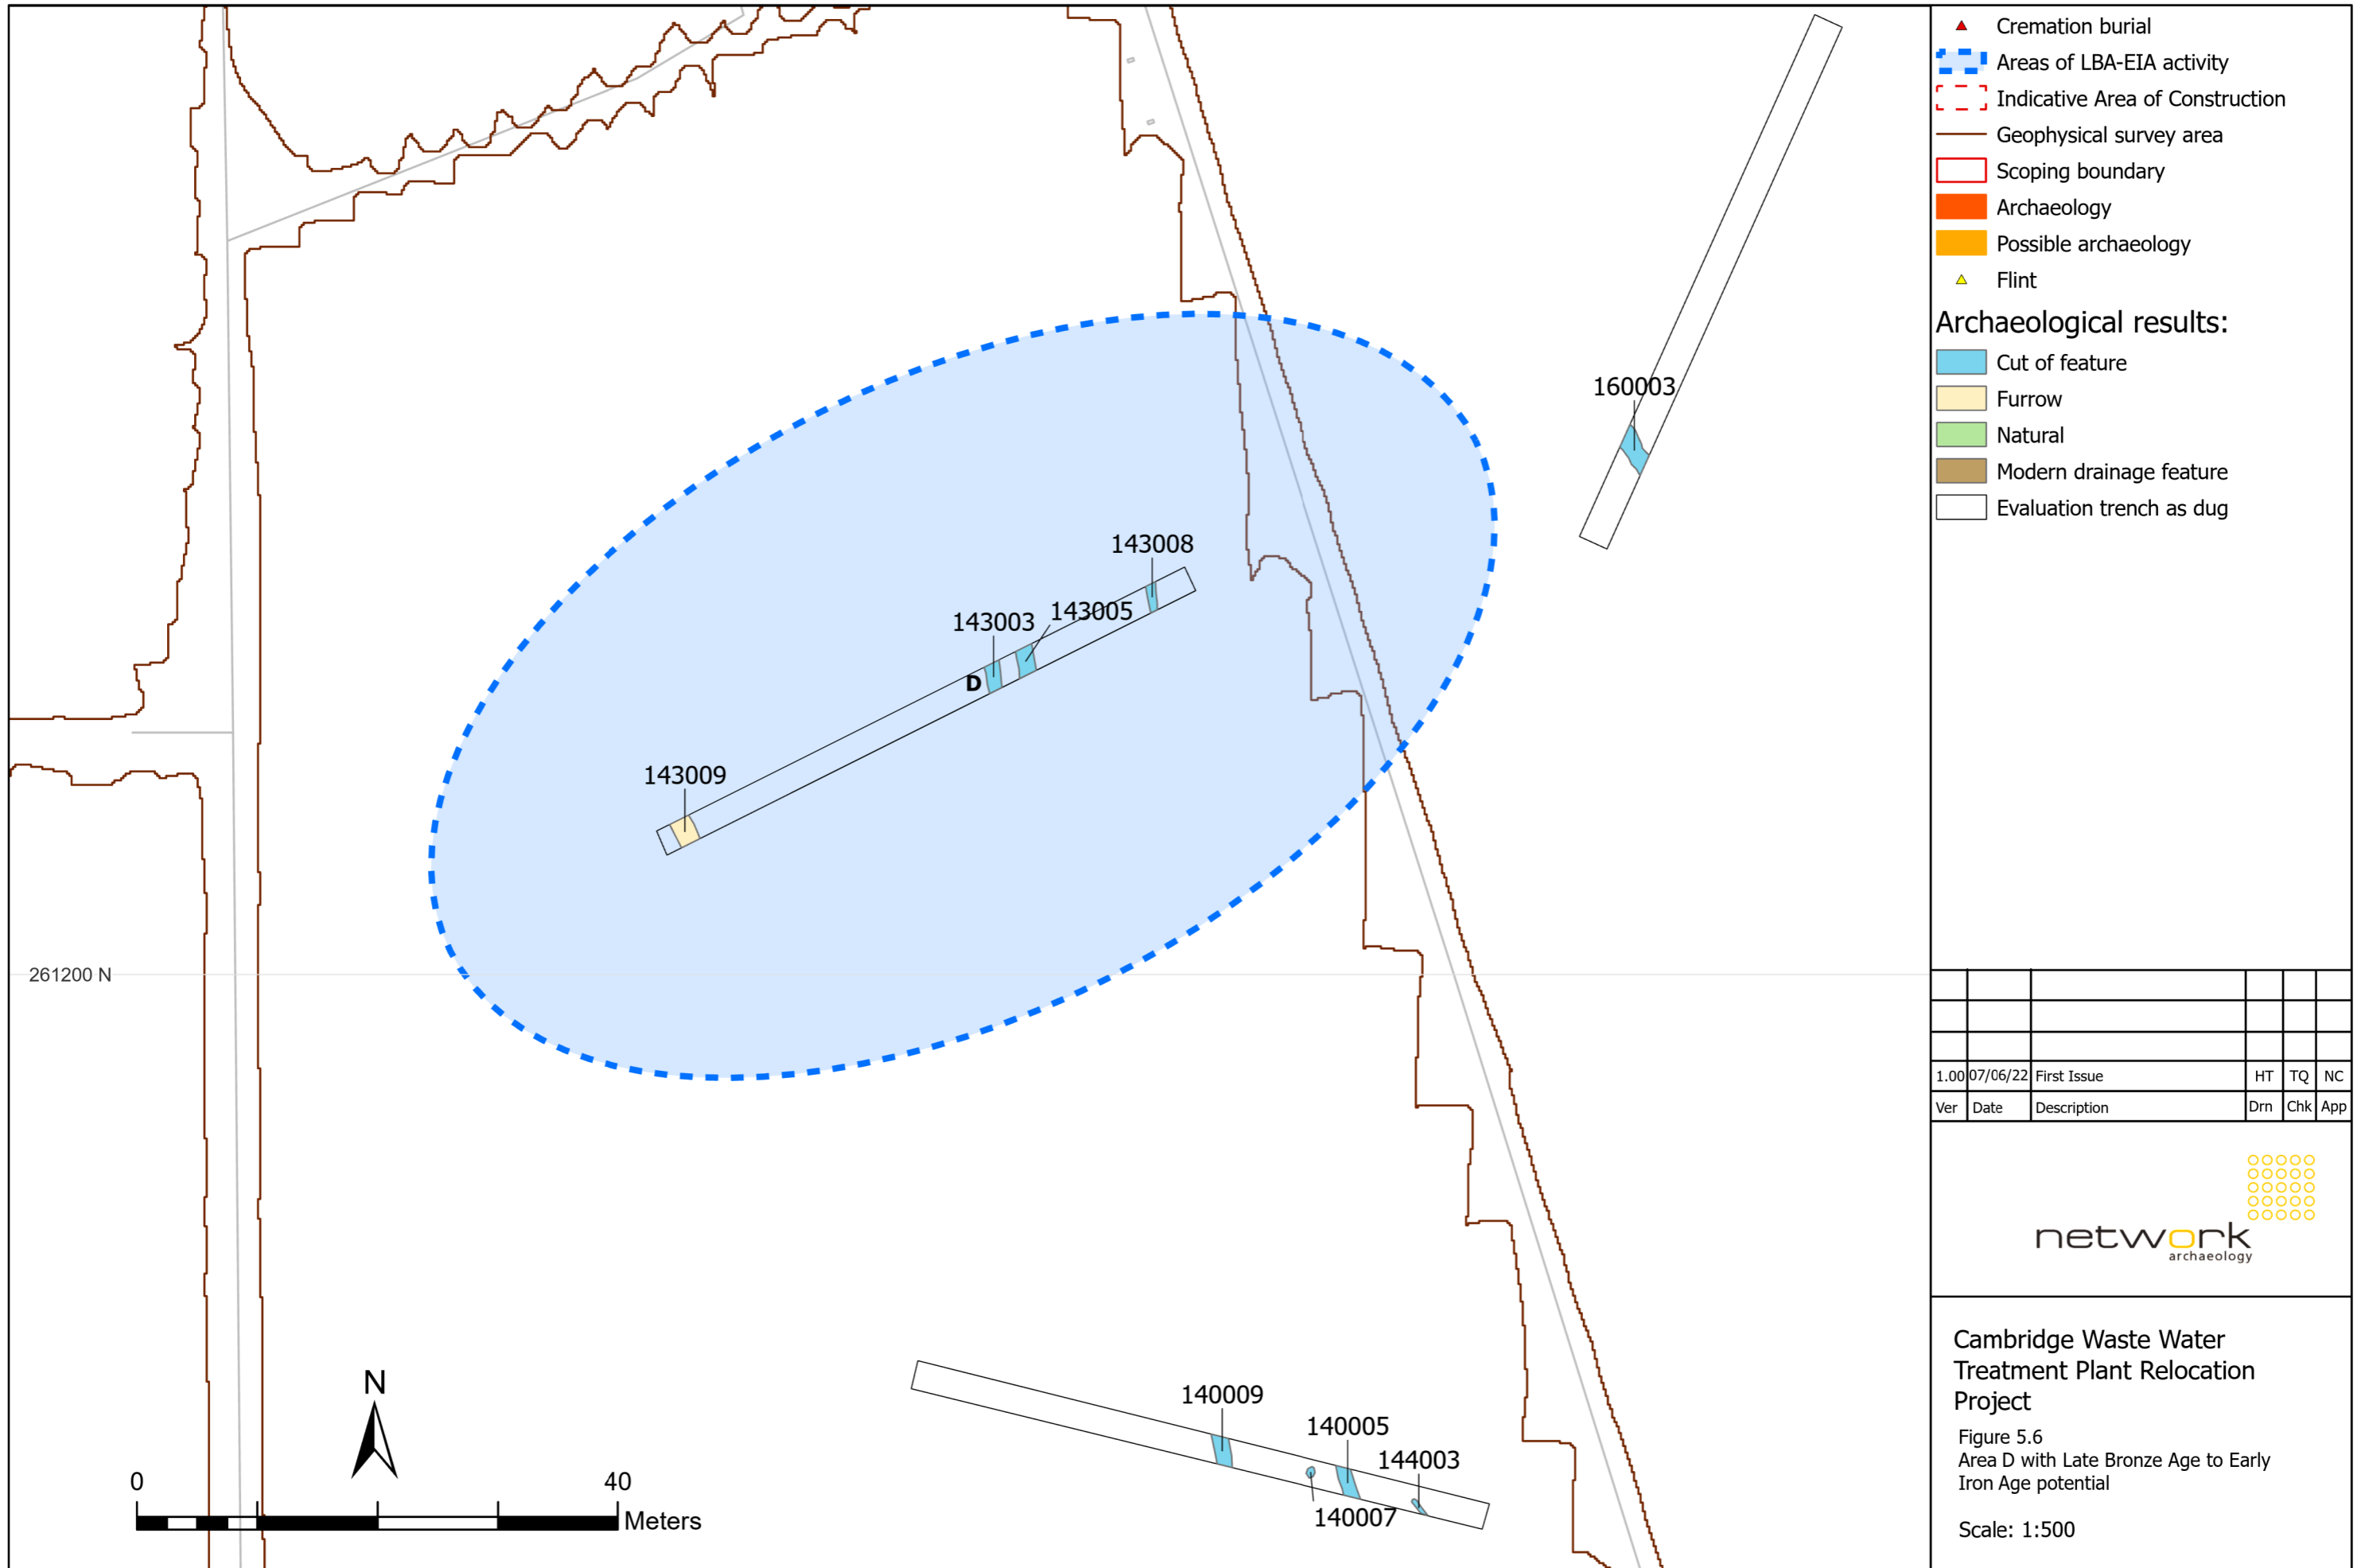 160003
143008
143003
143005
D
143009
261200 N
140009
140005
144003
140007
N
0
40
Meters
Cremation burial
Areas of LBA-EIA activity
Indicative Area of Construction
Geophysical survey area
Scoping boundary
Archaeology
Possible archaeology
Flint
Archaeological results:
Cut of feature
Furrow
Natural
Modern drainage feature
Evaluation trench as dug
1.00 07/06/22 First Issue HT TQ NC
Ver Date Description Drn Chk App
network
archaeology
Cambridge Waste Water
Treatment Plant Relocation
Project
Figure 5.6
Area D with Late Bronze Age to Early
Iron Age potential
Scale: 1:500